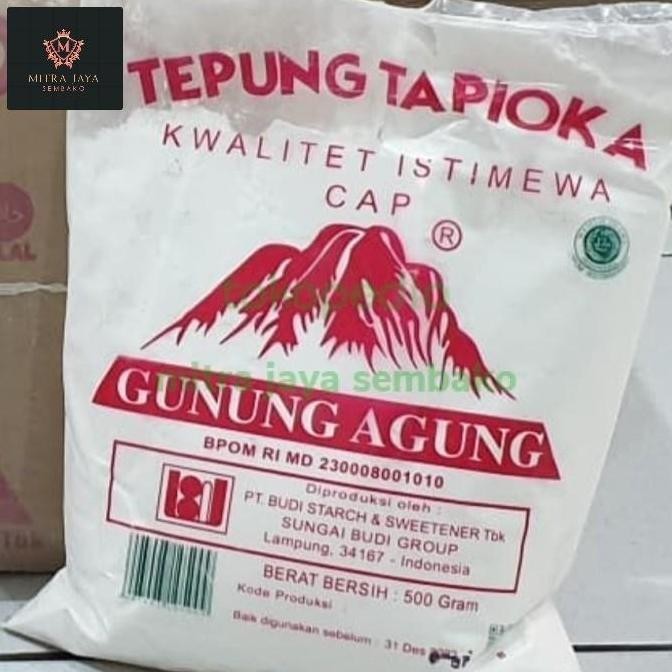 MITRA JAYA
SEMBAKO
TEPUNG TAPIOKA
KWALITET ISTIMEWA
CAP
®
tokopedia
mitra jaya sembako
GUNUNG AGUNG
BPOM RI MD 230008001010
Diproduksi oleh :
PT. BUDI STARCH & SWEETENER Tbk
SUNGAI BUDI GROUP
Lampung, 34167 - Indonesia
BERAT BERSIH : 500 Gram
Kode Produksi :
Baik digunakan sebelum : 31 Des